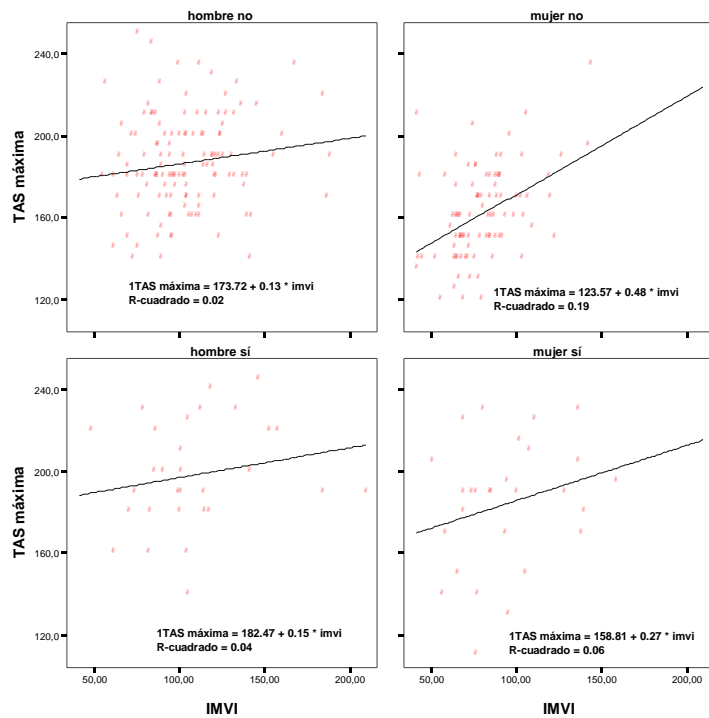 hombre no
mujer no
TAS máxima
240,0
200,0
160,0
120,0
1TAS máxima = 173.72 + 0.13 * imvi
R-cuadrado = 0.02
1TAS máxima = 123.57 + 0.48 * imvi
R-cuadrado = 0.19
hombre sí
mujer sí
TAS máxima
240,0
200,0
160,0
120,0
1TAS máxima = 182.47 + 0.15 * imvi
R-cuadrado = 0.04
1TAS máxima = 158.81 + 0.27 * imvi
R-cuadrado = 0.06
50,00 100,00 150,00 200,00
50,00 100,00 150,00 200,00
IMVI
IMVI